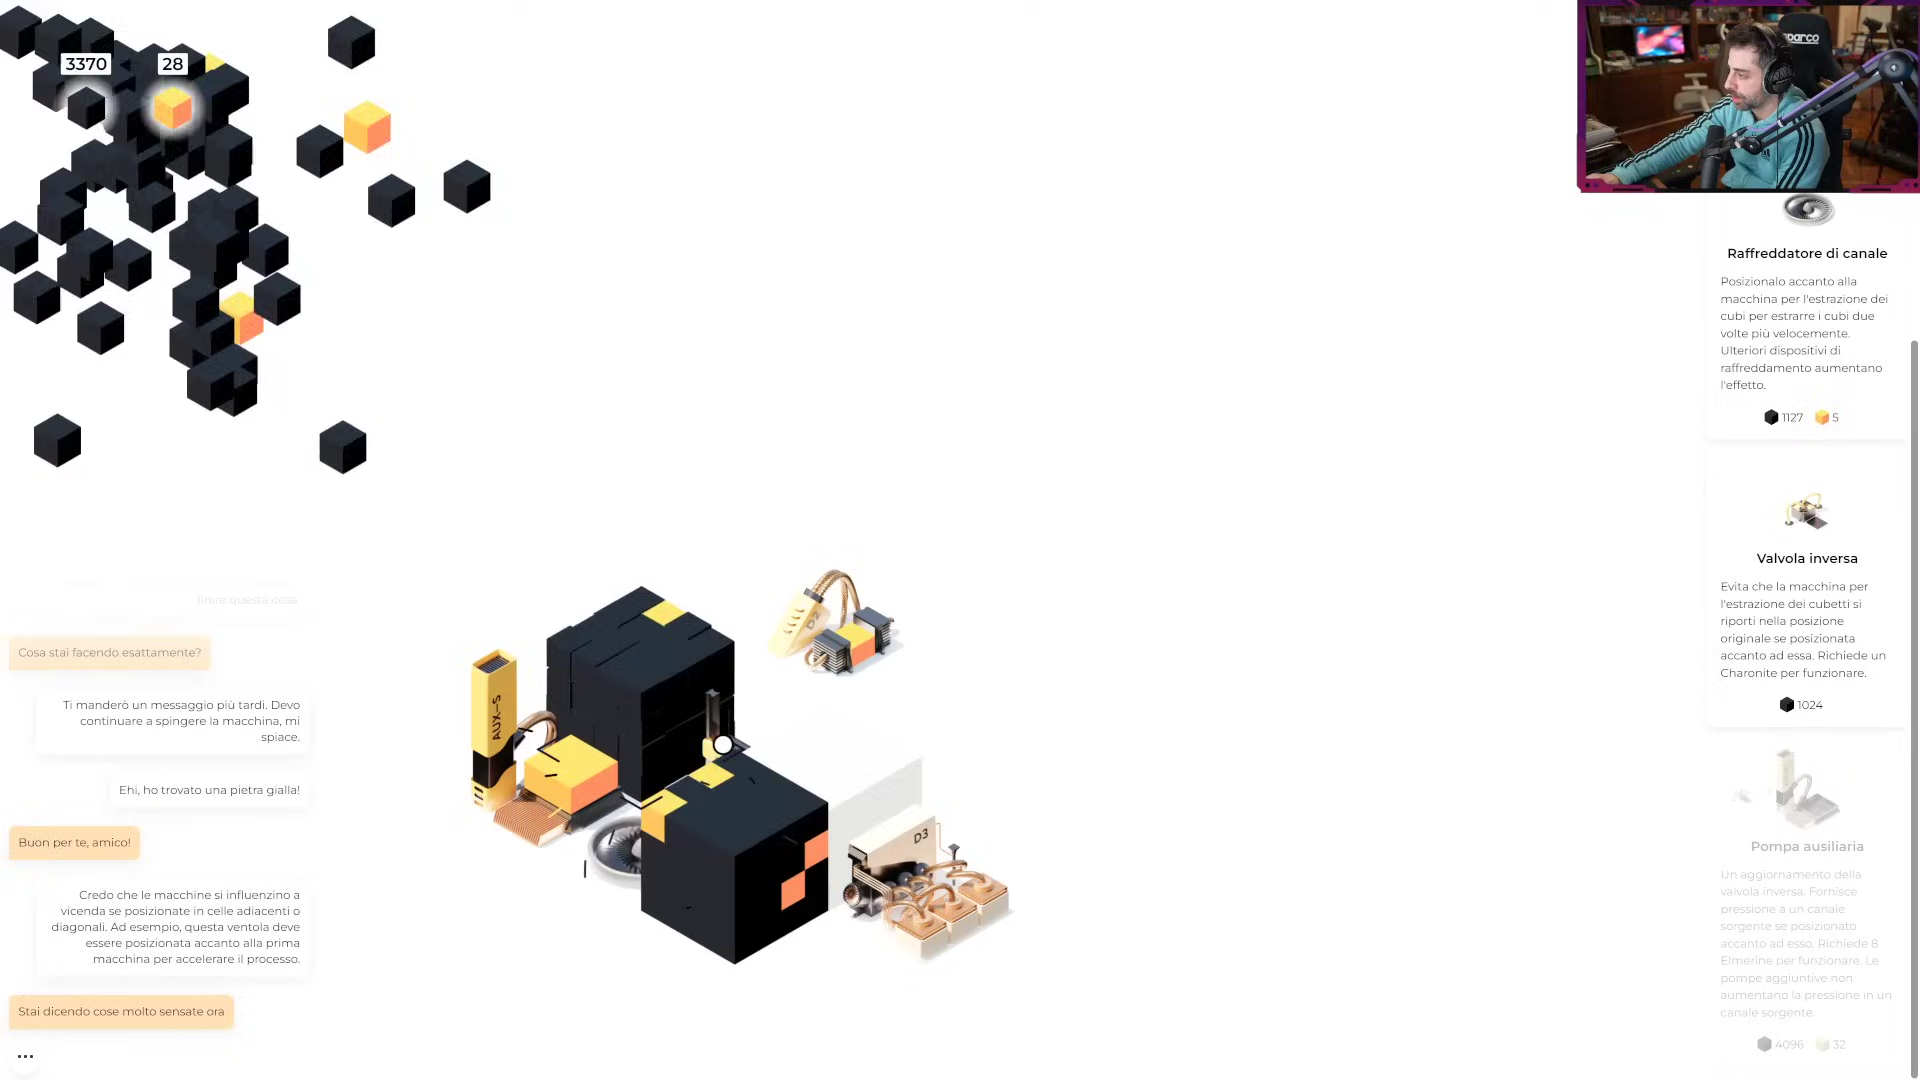 3370
28
sparco
finire questa cosa
Cosa stai facendo esattamente?
Ti manderò un messaggio più tardi. Devo
continuare a spingere la macchina, mi
spiace.
Ehi, ho trovato una pietra gialla!
Buon per te, amico!
Credo che le macchine si influenzino a
vicenda se posizionate in celle adiacenti o
diagonali. Ad esempio, questa ventola deve
essere posizionata accanto alla prima
macchina per accelerare il processo.
Stai dicendo cose molto sensate ora
...
AUX-S
D2
D3
Raffreddatore di canale
Posizionalo accanto alla
macchina per l'estrazione dei
cubi per estrarre i cubi due
volte più velocemente.
Ulteriori dispositivi di
raffreddamento aumentano
l'effetto.
1127 5
Valvola inversa
Evita che la macchina per
l'estrazione dei cubetti si
riporti nella posizione
originale se posizionata
accanto ad essa. Richiede un
Charonite per funzionare.
1024
Pompa ausiliaria
Un aggiornamento della
valvola inversa. Fornisce
pressione a un canale
sorgente se posizionato
accanto ad esso. Richiede 8
Elmerine per funzionare. Le
pompe aggiuntive non
aumentano la pressione in un
canale sorgente.
4096 32